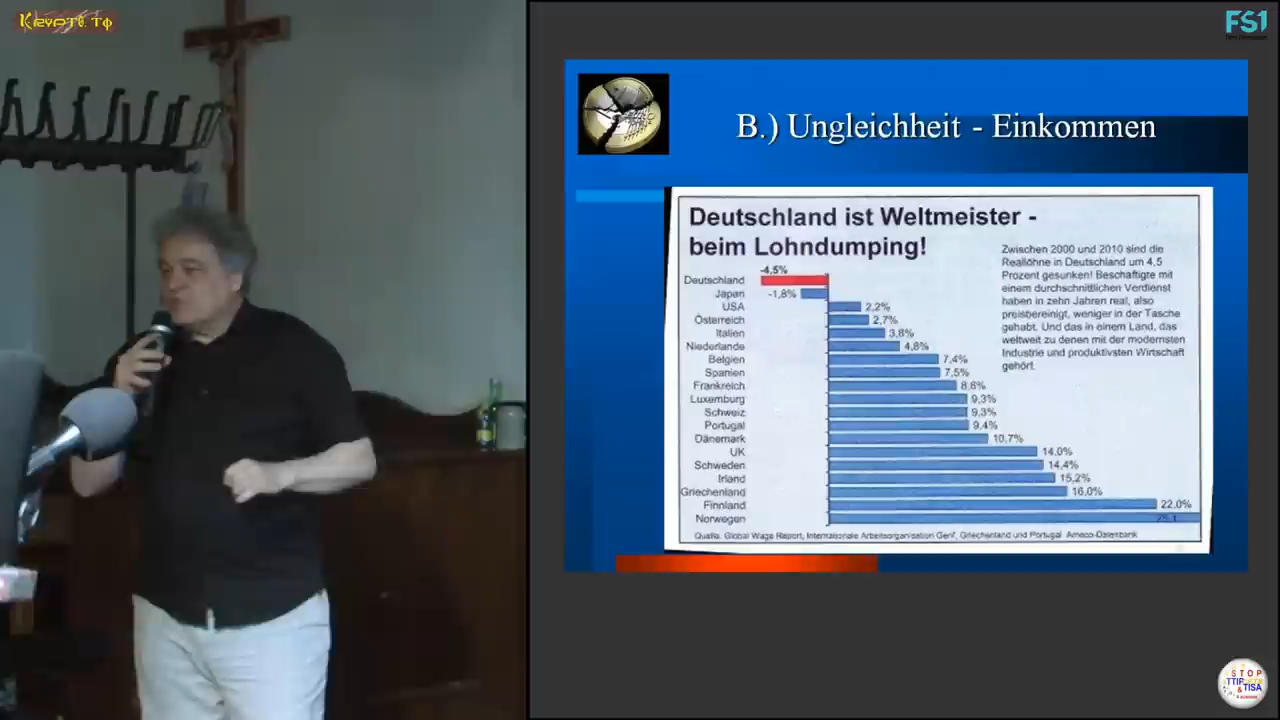 KRYPTO.TV
FS1
B.) Ungleichheit - Einkommen
Deutschland ist Weltmeister -
beim Lohndumping!
Zwischen 2000 und 2010 sind die
Reallöhne in Deutschland um 4,5
Prozent gesunken! Beschäftigte mit
einem durchschnittlichen Verdienst
haben in zehn Jahren real, also
preisbereinigt, weniger in der Tasche
gehabt. Und das in einem Land, das
weltweit zu denen mit der modernsten
Industrie und produktivsten Wirtschaft
gehört.
Deutschland -4,5%
Japan -1,8%
USA 2,2%
Österreich 2,7%
Italien 3,8%
Niederlande 4,8%
Belgien 7,4%
Spanien 7,5%
Frankreich 8,6%
Luxemburg 9,3%
Schweiz 9,3%
Portugal 9,4%
Dänemark 10,7%
UK 14,0%
Schweden 14,4%
Irland 15,2%
Griechenland 16,0%
Finnland 22,0%
Norwegen 25,1
Quelle: Global Wage Report, Internationale Arbeitsorganisation Genf, Griechenland und Portugal Ameco-Datenbank
STOP
TTIP CETA
& TISA